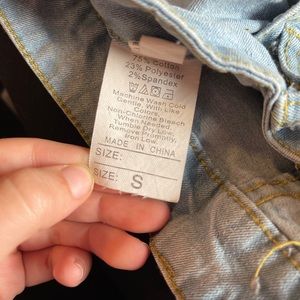 75% Cotton
23% Polyester
2% Spandex
Machine Wash Cold
Gentle, With Like
Colors
Non-Chlorine Bleach
When Needed,
Tumble Dry Low,
Remove Promptly,
Iron Low.
MADE IN CHINA
SIZE:
SIZE: S